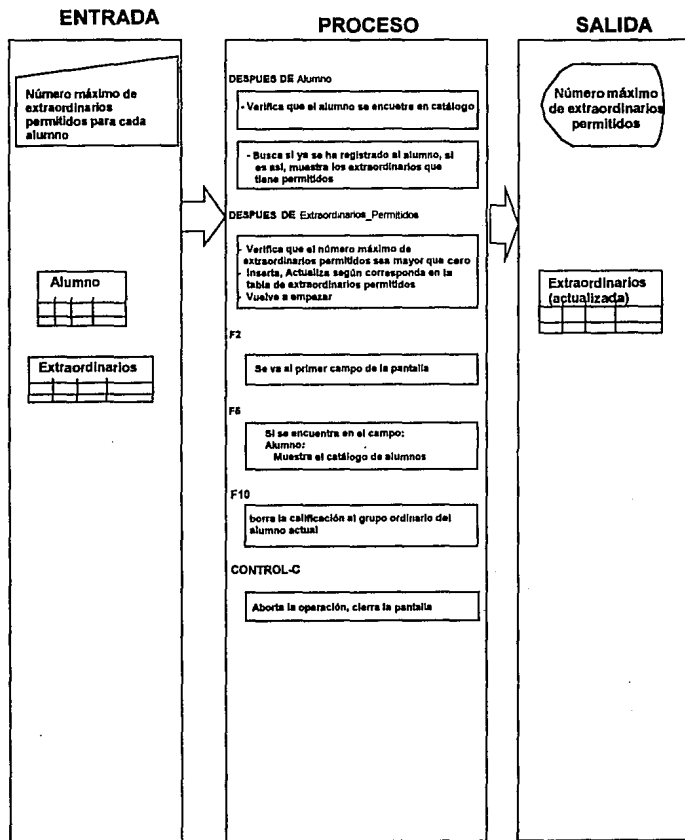 ENTRADA
PROCESO
SALIDA
Número máximo de
extraordinarios
permitidos para cada
alumno
Alumno
Extraordinarios
DESPUES DE Alumno
- Verifica que el alumno se encuetre en catálogo
- Busca si ya se ha registrado al alumno, si
es así, muestra los extraordinarios que
tiene permitidos
DESPUES DE Extraordinarios_Permitidos
- Verifica que el número máximo de
extraordinarios permitidos sea mayor que cero
- Inserta, Actualiza según corresponda en la
tabla de extraordinarios permitidos
- Vuelve a empezar
F2
Se va al primer campo de la pantalla
F5
Si se encuentra en el campo:
Alumno:
Muestra el catálogo de alumnos
F10
borra la calificación al grupo ordinario del
alumno actual
CONTROL-C
Aborta la operación, cierra la pantalla
Número máximo
de extraordinarios
permitidos
Extraordinarios
(actualizada)